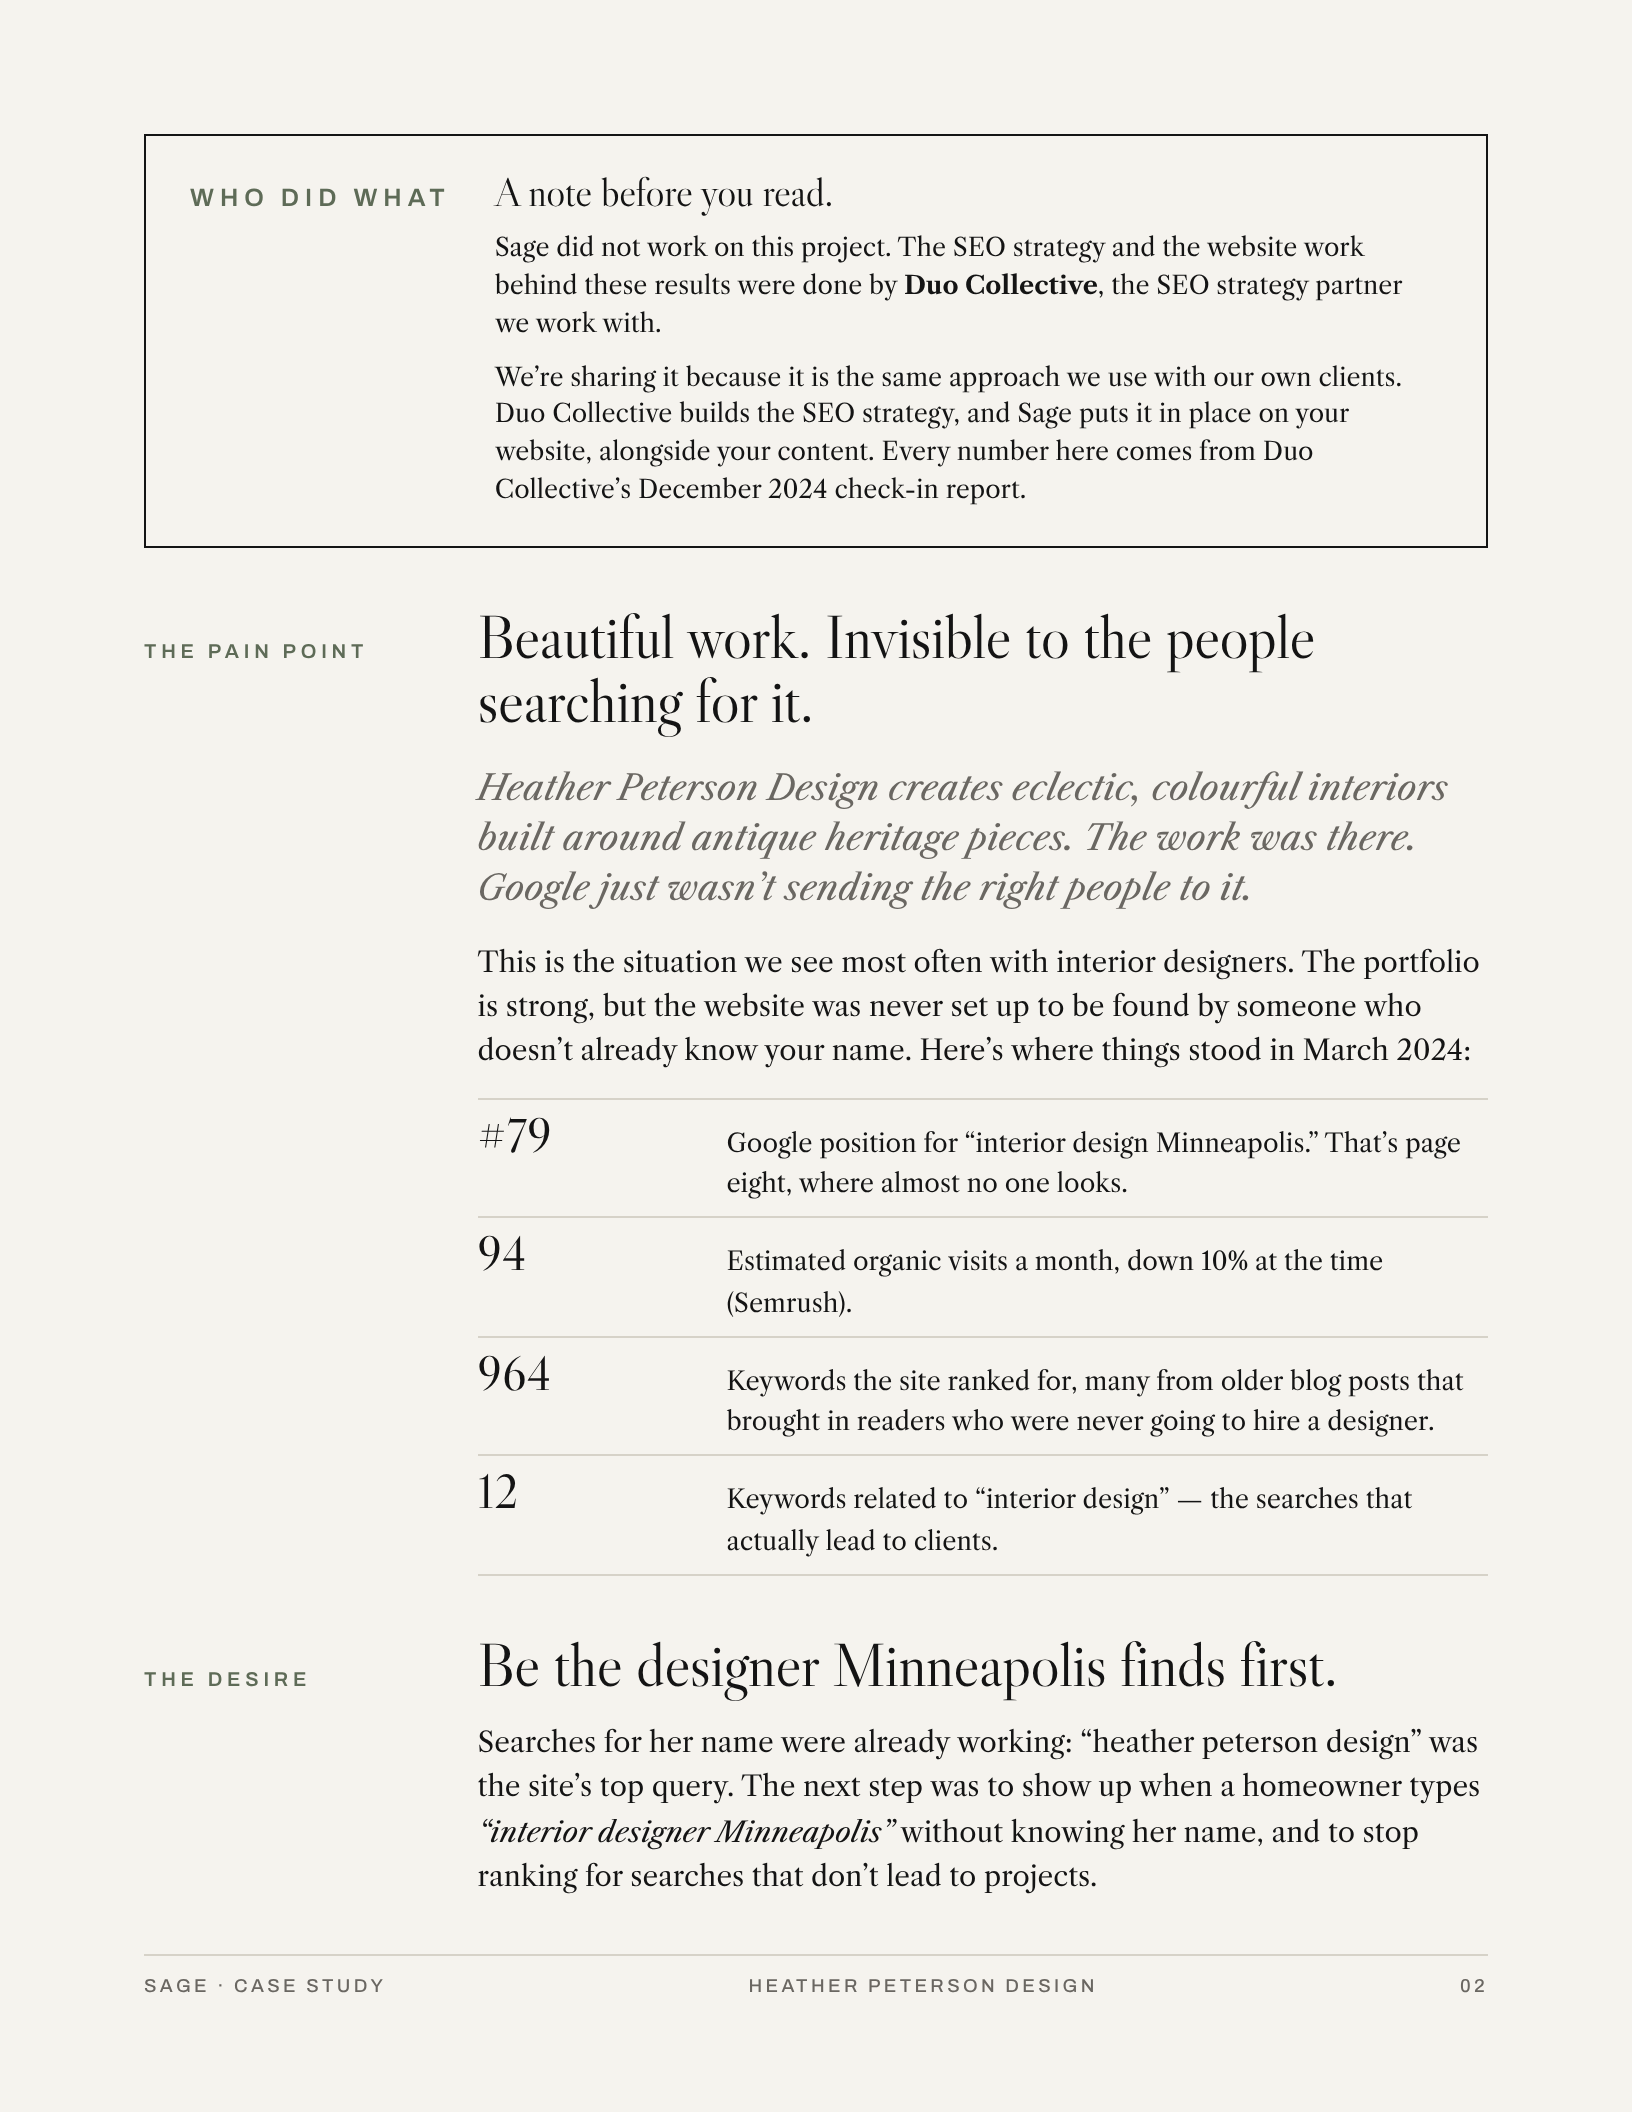 WHO DID WHAT
A note before you read.
Sage did not work on this project. The SEO strategy and the website work
behind these results were done by Duo Collective, the SEO strategy partner
we work with.
We’re sharing it because it is the same approach we use with our own clients.
Duo Collective builds the SEO strategy, and Sage puts it in place on your
website, alongside your content. Every number here comes from Duo
Collective’s December 2024 check-in report.
THE PAIN POINT
Beautiful work. Invisible to the people
searching for it.
Heather Peterson Design creates eclectic, colourful interiors
built around antique heritage pieces. The work was there.
Google just wasn’t sending the right people to it.
This is the situation we see most often with interior designers. The portfolio
is strong, but the website was never set up to be found by someone who
doesn’t already know your name. Here’s where things stood in March 2024:
#79
Google position for “interior design Minneapolis.” That’s page
eight, where almost no one looks.
94
Estimated organic visits a month, down 10% at the time
(Semrush).
964
Keywords the site ranked for, many from older blog posts that
brought in readers who were never going to hire a designer.
12
Keywords related to “interior design” — the searches that
actually lead to clients.
THE DESIRE
Be the designer Minneapolis finds first.
Searches for her name were already working: “heather peterson design” was
the site’s top query. The next step was to show up when a homeowner types
“interior designer Minneapolis” without knowing her name, and to stop
ranking for searches that don’t lead to projects.
SAGE · CASE STUDY
HEATHER PETERSON DESIGN
02